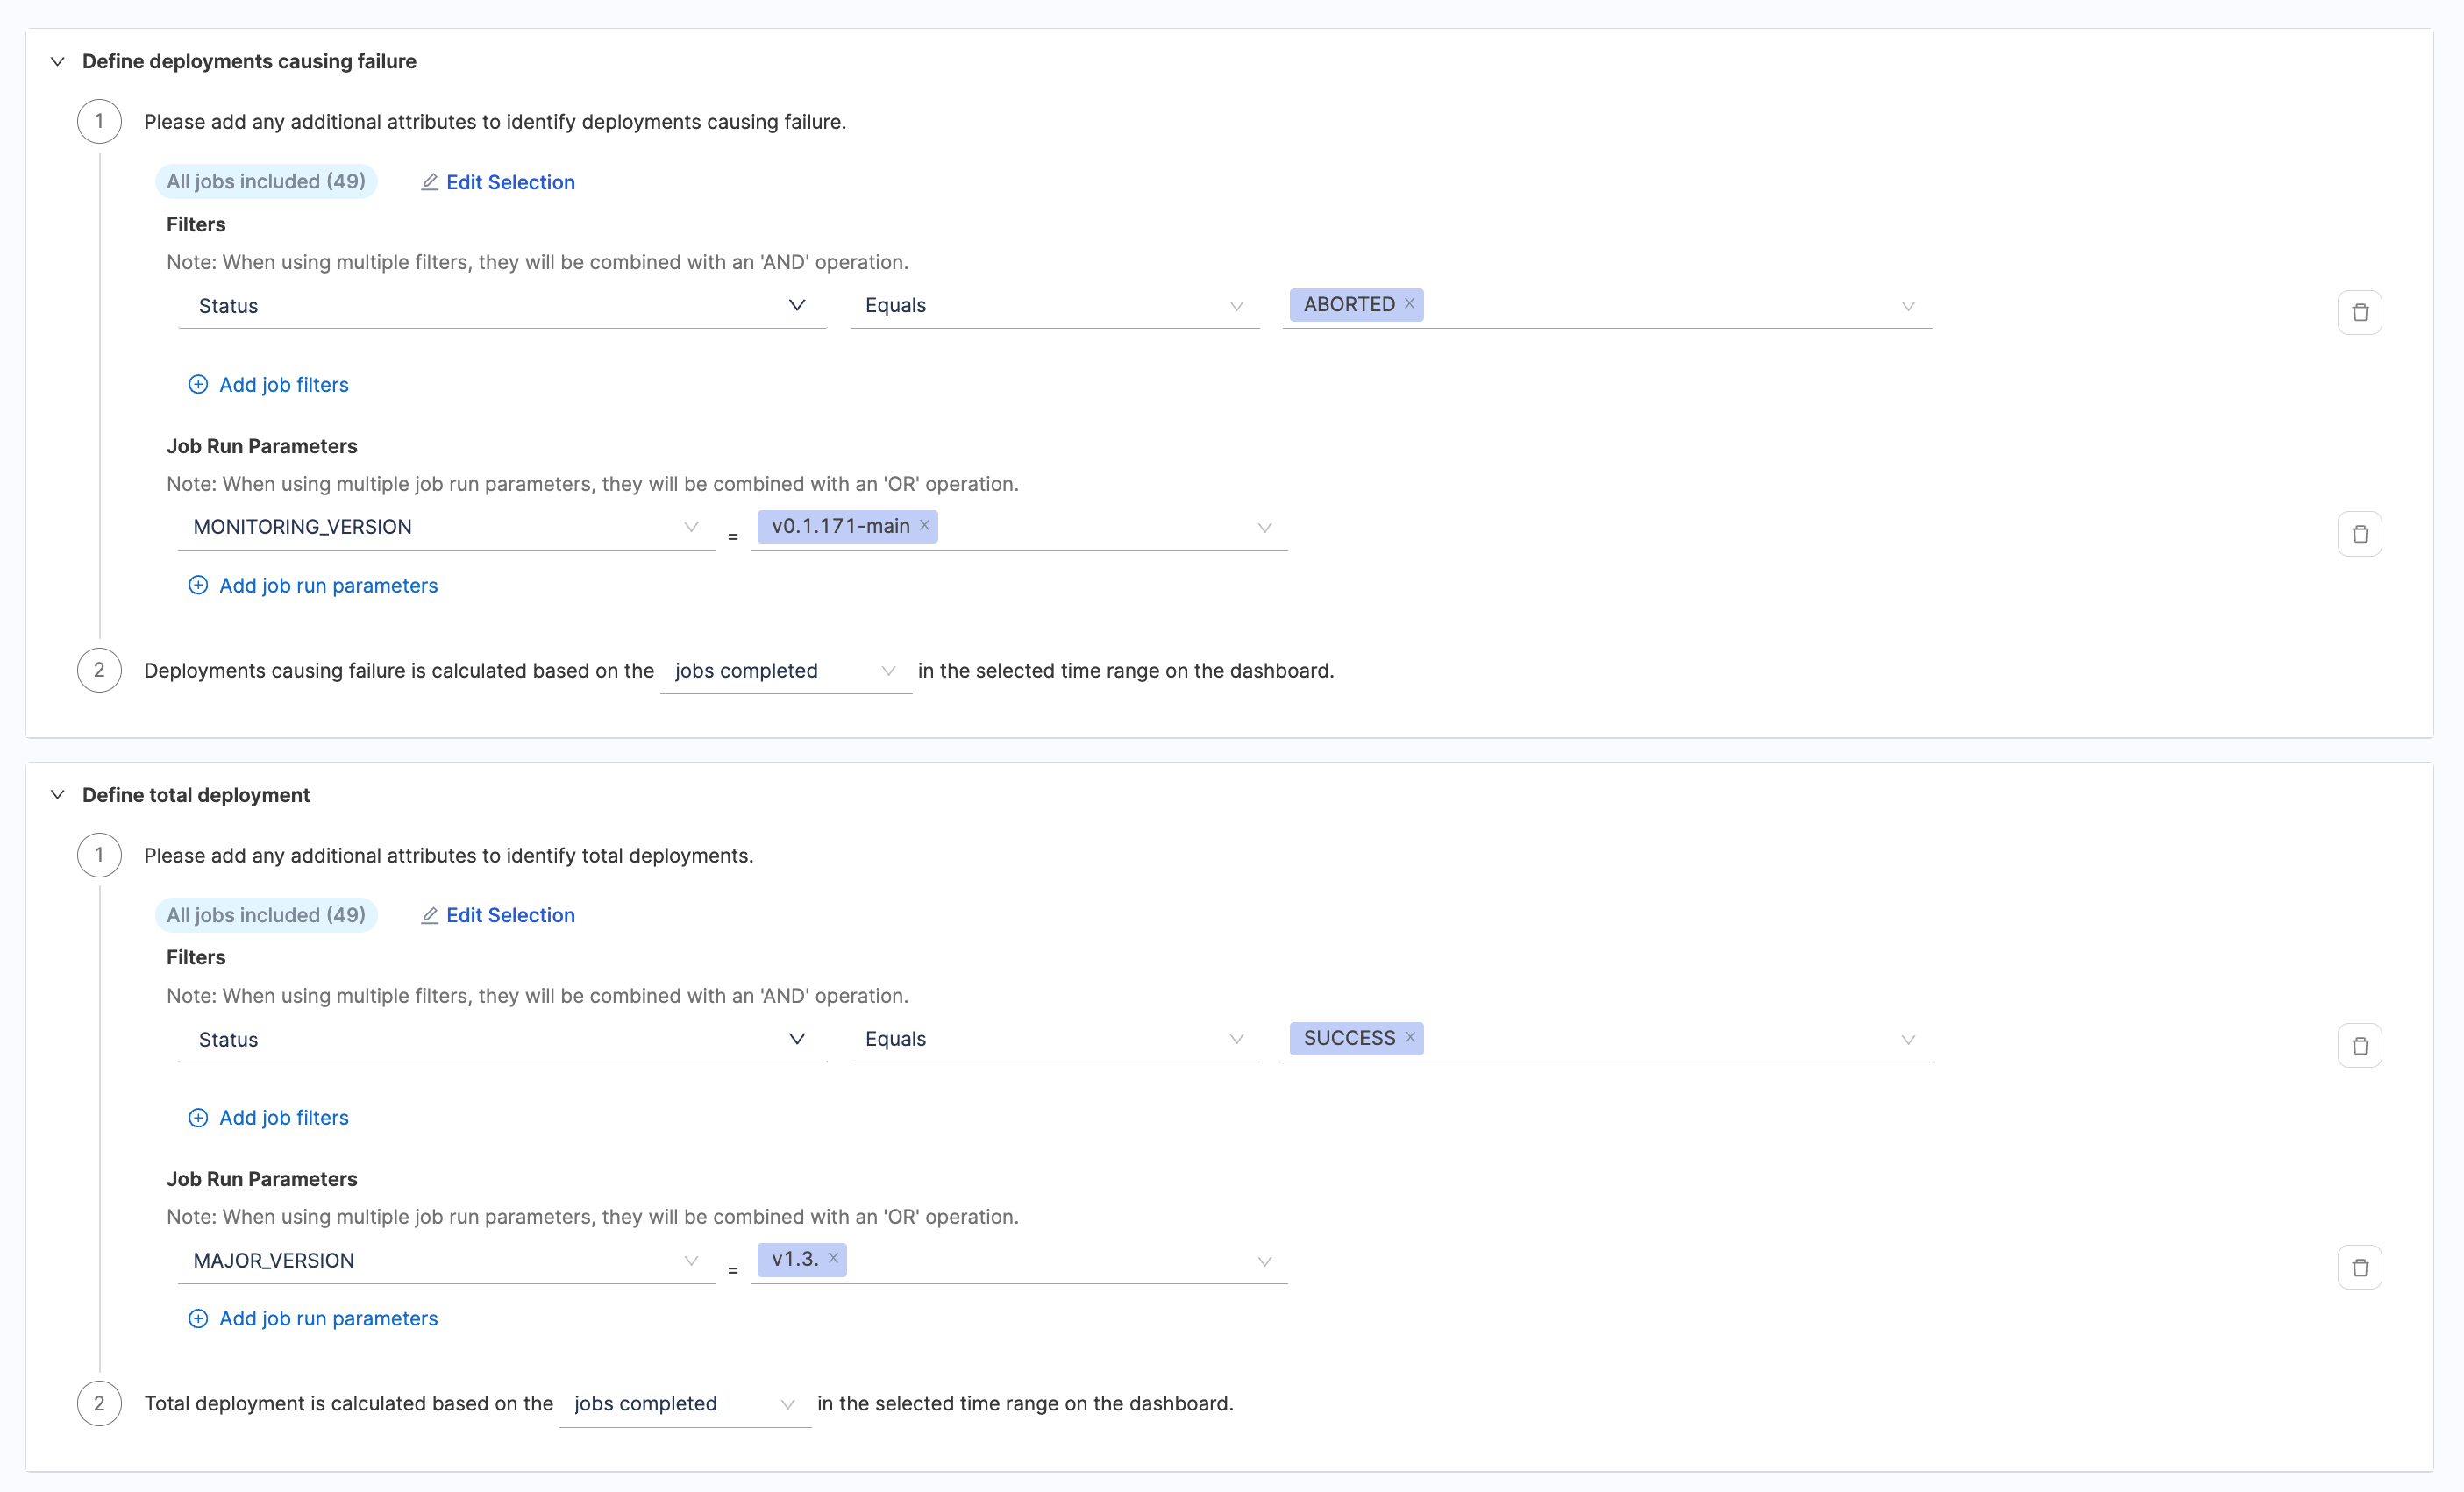 Define deployments causing failure
1 Please add any additional attributes to identify deployments causing failure.
All jobs included (49) Edit Selection
Filters
Note: When using multiple filters, they will be combined with an 'AND' operation.
Status Equals ABORTED ×
Add job filters
Job Run Parameters
Note: When using multiple job run parameters, they will be combined with an 'OR' operation.
MONITORING_VERSION = v0.1.171-main ×
Add job run parameters
2 Deployments causing failure is calculated based on the jobs completed in the selected time range on the dashboard.
Define total deployment
1 Please add any additional attributes to identify total deployments.
All jobs included (49) Edit Selection
Filters
Note: When using multiple filters, they will be combined with an 'AND' operation.
Status Equals SUCCESS ×
Add job filters
Job Run Parameters
Note: When using multiple job run parameters, they will be combined with an 'OR' operation.
MAJOR_VERSION = v1.3. ×
Add job run parameters
2 Total deployment is calculated based on the jobs completed in the selected time range on the dashboard.